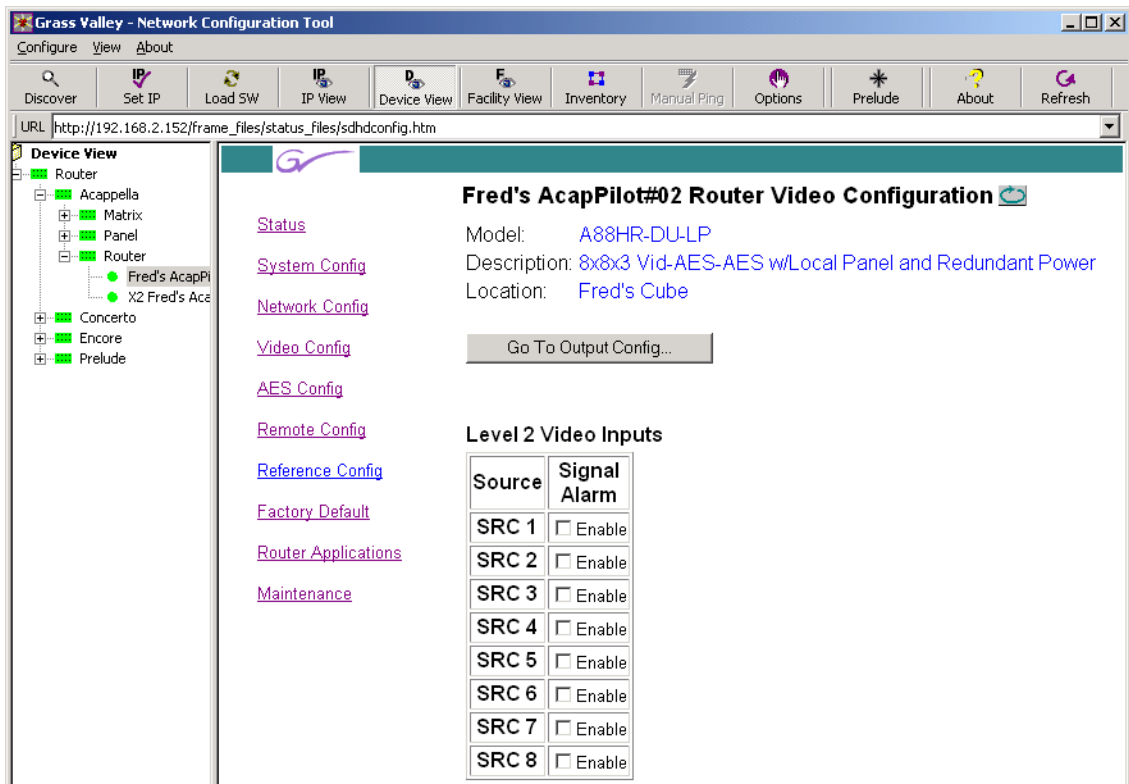 Grass Valley - Network Configuration Tool
Configure View About
Discover Set IP Load SW IP View Device View Facility View Inventory Manual Ping Options Prelude About Refresh
URL http://192.168.2.152/frame_files/status_files/sdhdconfig.htm
Device View
Router
Acappella
Matrix
Panel
Router
Fred's AcapPi
X2 Fred's Aca
Concerto
Encore
Prelude
Status
System Config
Network Config
Video Config
AES Config
Remote Config
Reference Config
Factory Default
Router Applications
Maintenance
Fred's AcapPilot#02 Router Video Configuration
Model: A88HR-DU-LP
Description: 8x8x3 Vid-AES-AES w/Local Panel and Redundant Power
Location: Fred's Cube
Go To Output Config...
Level 2 Video Inputs
Source Signal Alarm
SRC 1 Enable
SRC 2 Enable
SRC 3 Enable
SRC 4 Enable
SRC 5 Enable
SRC 6 Enable
SRC 7 Enable
SRC 8 Enable